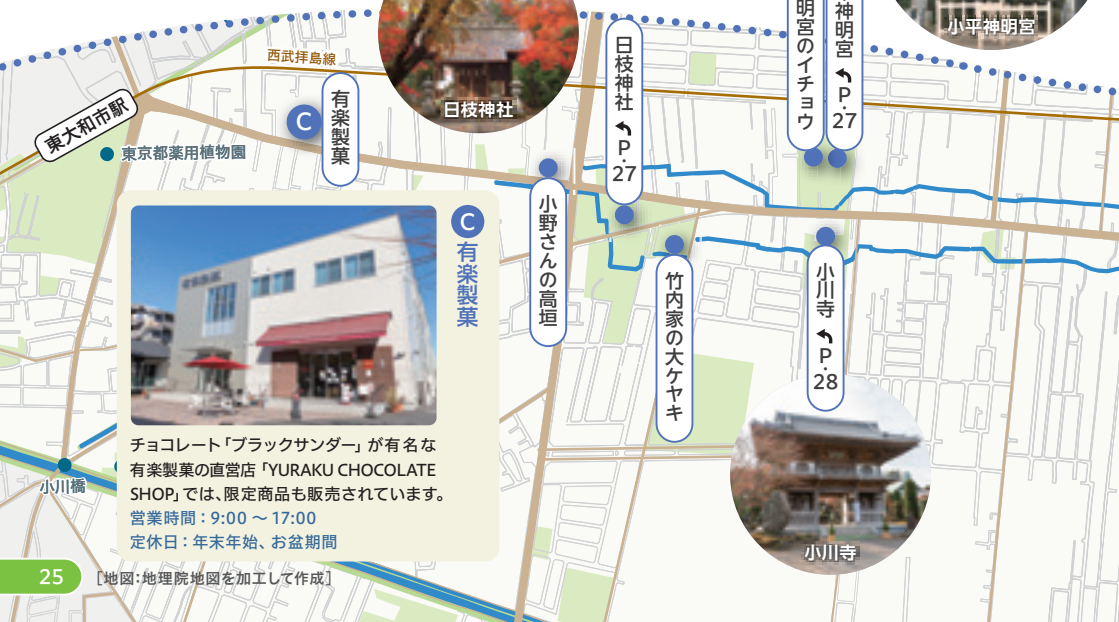 小平神明宮
明宮のイチョウ
神明宮 P.27
日枝神社 P.27
日枝神社
西武拝島線
東大和市駅
東京都薬用植物園
C
有楽製菓
小野さんの高垣
竹内家の大ケヤキ
小川寺 P.28
小川寺
C
有楽製菓
チョコレート「ブラックサンダー」が有名な
有楽製菓の直営店「YURAKU CHOCOLATE
SHOP」では、限定商品も販売されています。
営業時間：9:00 ～ 17:00
定休日：年末年始、お盆期間
小川橋
25
［地図：地理院地図を加工して作成］